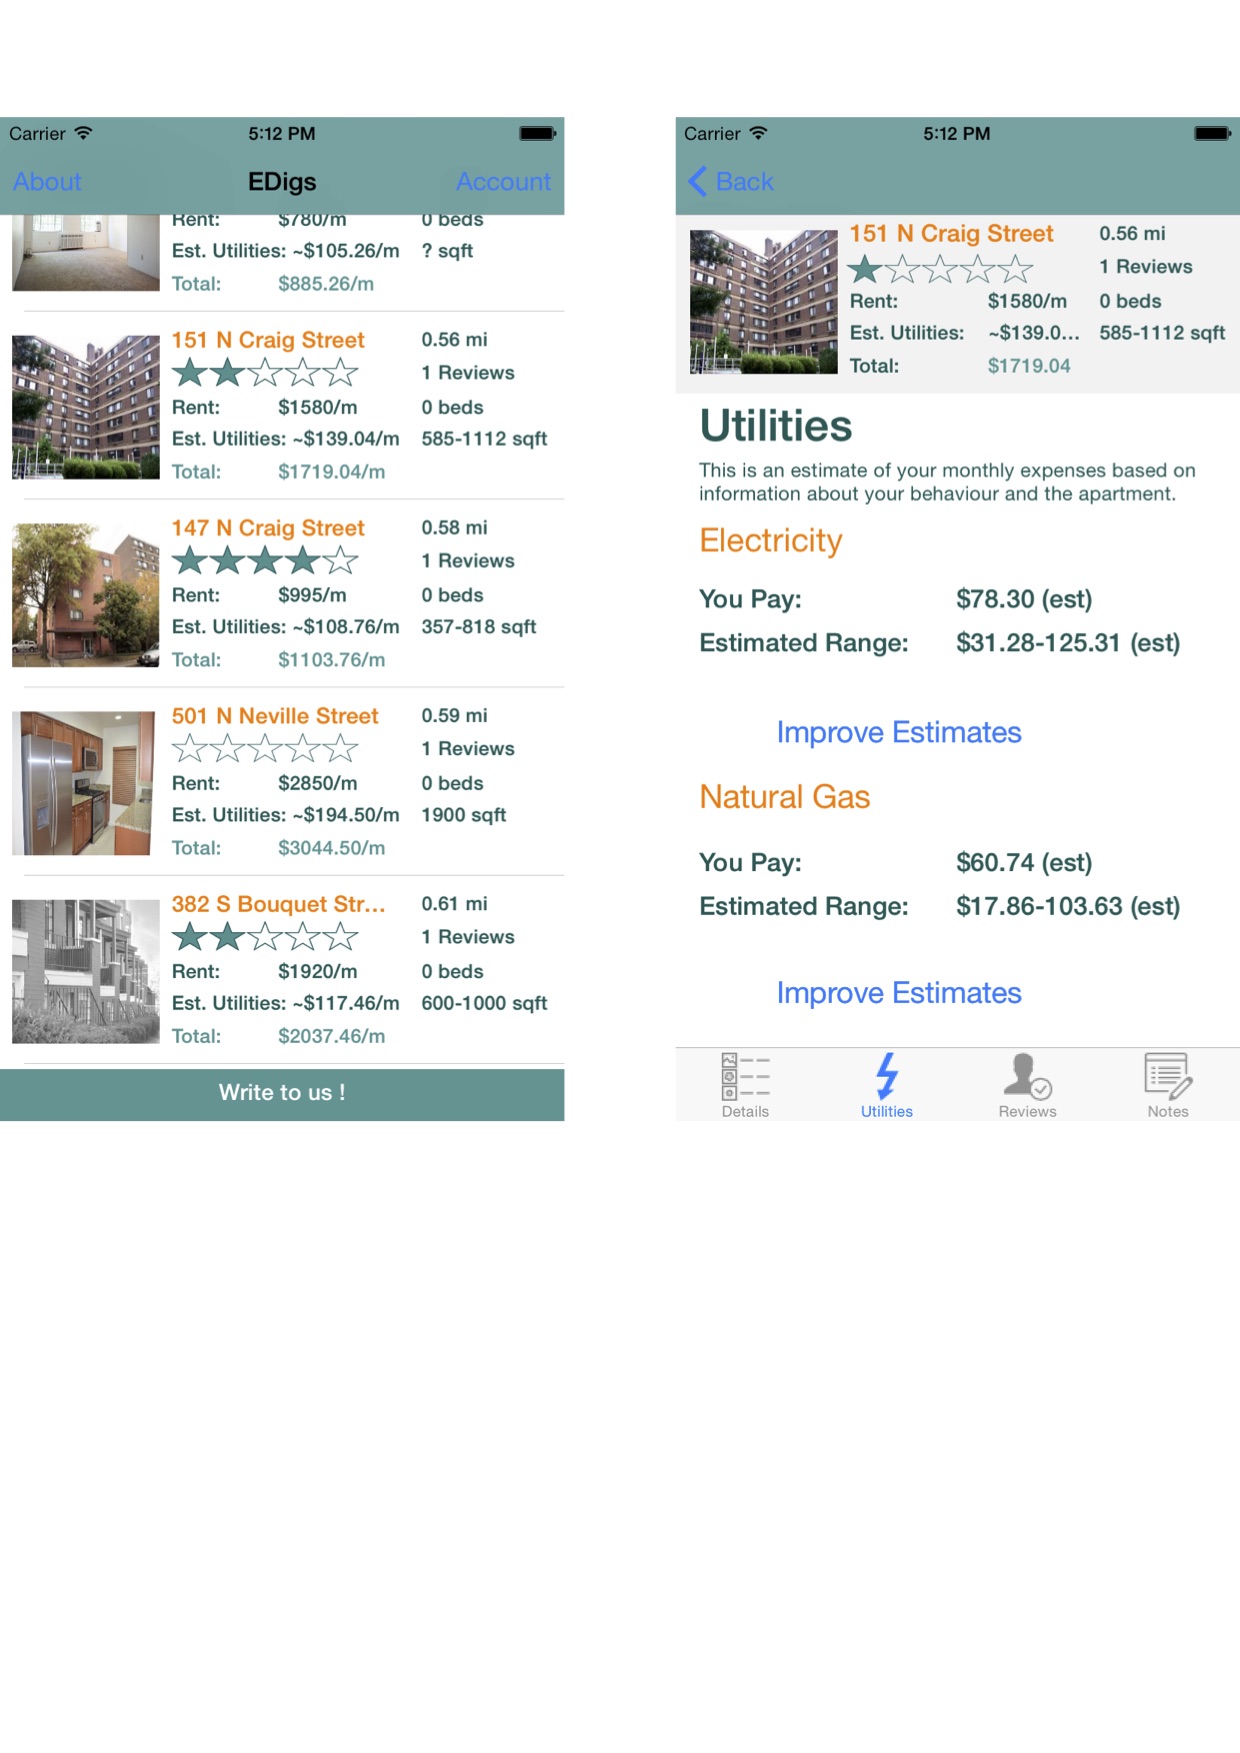 Carrier 5:12 PM
About EDigs Account
Rent: $780/m 0 beds
Est. Utilities: ~$105.26/m ? sqft
Total: $885.26/m
151 N Craig Street 0.56 mi
1 Reviews
Rent: $1580/m 0 beds
Est. Utilities: ~$139.04/m 585-1112 sqft
Total: $1719.04/m
147 N Craig Street 0.58 mi
1 Reviews
Rent: $995/m 0 beds
Est. Utilities: ~$108.76/m 357-818 sqft
Total: $1103.76/m
501 N Neville Street 0.59 mi
1 Reviews
Rent: $2850/m 0 beds
Est. Utilities: ~$194.50/m 1900 sqft
Total: $3044.50/m
382 S Bouquet Str... 0.61 mi
1 Reviews
Rent: $1920/m 0 beds
Est. Utilities: ~$117.46/m 600-1000 sqft
Total: $2037.46/m
Write to us !
Carrier 5:12 PM
Back
151 N Craig Street 0.56 mi
1 Reviews
Rent: $1580/m 0 beds
Est. Utilities: ~$139.0... 585-1112 sqft
Total: $1719.04
Utilities
This is an estimate of your monthly expenses based on
information about your behaviour and the apartment.
Electricity
You Pay: $78.30 (est)
Estimated Range: $31.28-125.31 (est)
Improve Estimates
Natural Gas
You Pay: $60.74 (est)
Estimated Range: $17.86-103.63 (est)
Improve Estimates
Details Utilities Reviews Notes